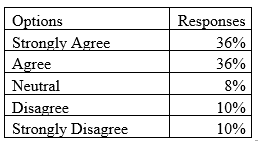 Options Responses
Strongly Agree 36%
Agree 36%
Neutral 8%
Disagree 10%
Strongly Disagree 10%